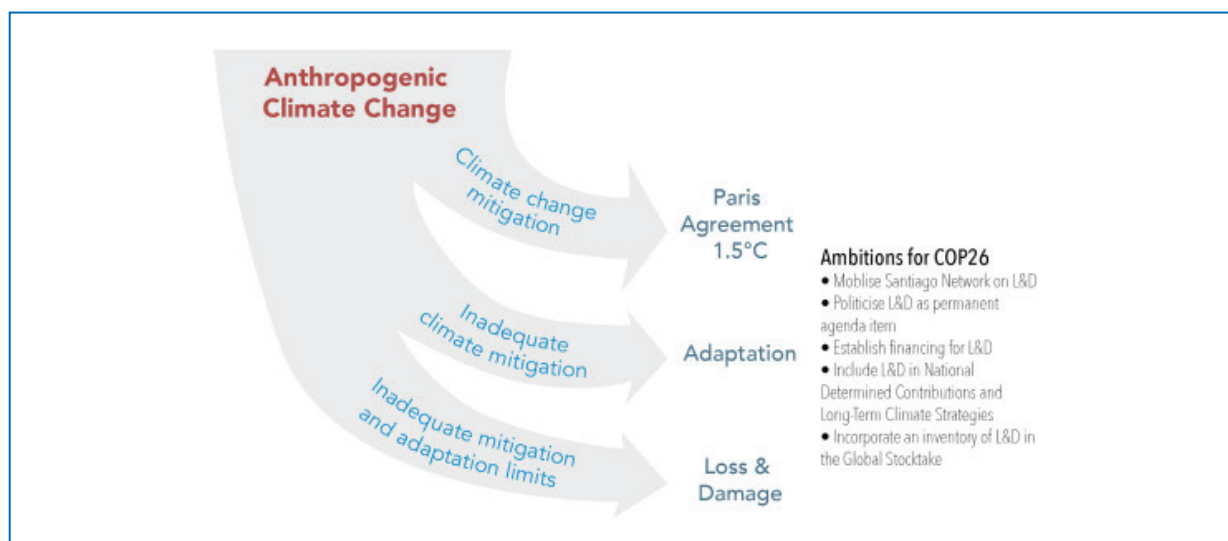 Anthropogenic
Climate Change
Climate change
mitigation
Paris
Agreement
1.5°C
Inadequate
climate mitigation
Adaptation
Inadequate mitigation
and adaptation limits
Loss &
Damage
Ambitions for COP26
● Moblise Santiago Network on L&D
● Politicise L&D as permanent
agenda item
● Establish financing for L&D
● Include L&D in National
Determined Contributions and
Long-Term Climate Strategies
● Incorporate an inventory of L&D in
the Global Stocktake